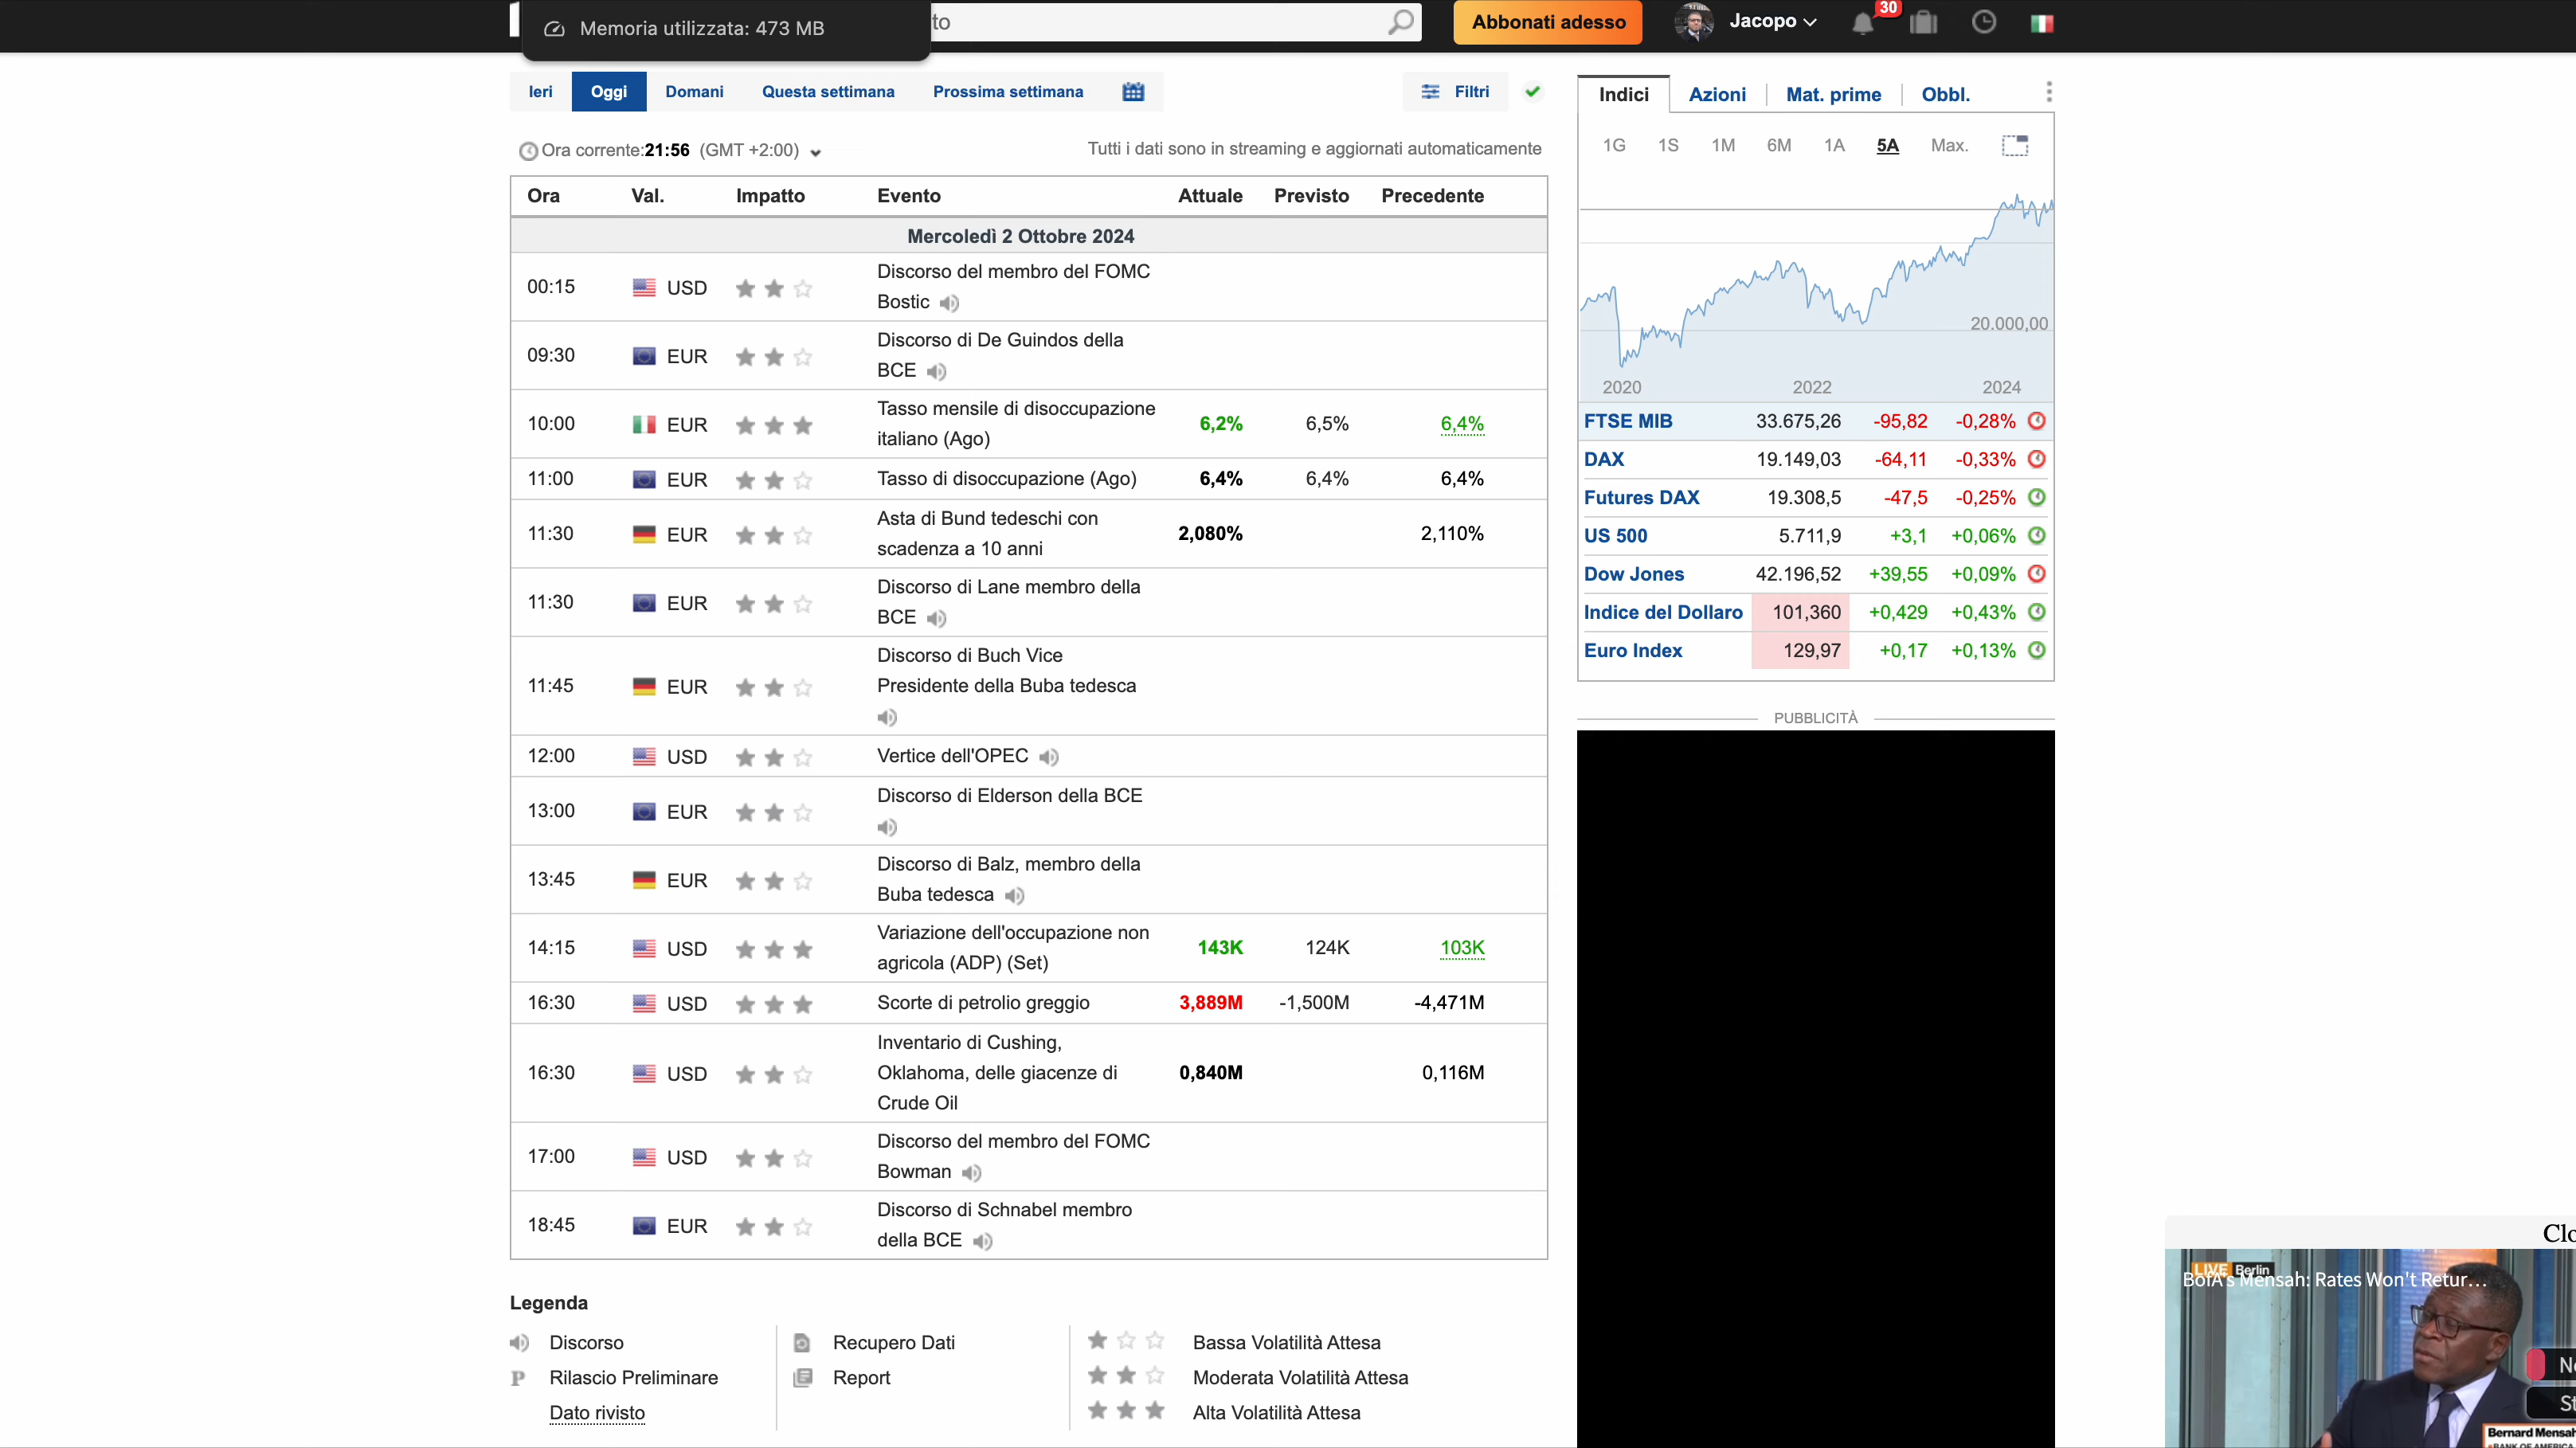 Memoria utilizzata: 473 MB
to
Abbonati adesso
Jacopo
30
Ieri Oggi Domani Questa settimana Prossima settimana
Filtri
Ora corrente:21:56 (GMT +2:00)
Tutti i dati sono in streaming e aggiornati automaticamente
Ora Val. Impatto Evento Attuale Previsto Precedente
Mercoledì 2 Ottobre 2024
00:15 USD Discorso del membro del FOMC
Bostic
09:30 EUR Discorso di De Guindos della
BCE
10:00 EUR Tasso mensile di disoccupazione
italiano (Ago) 6,2% 6,5% 6,4%
11:00 EUR Tasso di disoccupazione (Ago) 6,4% 6,4% 6,4%
11:30 EUR Asta di Bund tedeschi con
scadenza a 10 anni 2,080% 2,110%
11:30 EUR Discorso di Lane membro della
BCE
11:45 EUR Discorso di Buch Vice
Presidente della Buba tedesca
12:00 USD Vertice dell'OPEC
13:00 EUR Discorso di Elderson della BCE
13:45 EUR Discorso di Balz, membro della
Buba tedesca
14:15 USD Variazione dell'occupazione non
agricola (ADP) (Set) 143K 124K 103K
16:30 USD Scorte di petrolio greggio 3,889M -1,500M -4,471M
16:30 USD Inventario di Cushing,
Oklahoma, delle giacenze di
Crude Oil 0,840M 0,116M
17:00 USD Discorso del membro del FOMC
Bowman
18:45 EUR Discorso di Schnabel membro
della BCE
Legenda
Discorso
P Rilascio Preliminare
Dato rivisto
Recupero Dati
Report
Bassa Volatilità Attesa
Moderata Volatilità Attesa
Alta Volatilità Attesa
Indici Azioni Mat. prime Obbl.
1G 1S 1M 6M 1A 5A Max.
20.000,00
2020 2022 2024
FTSE MIB 33.675,26 -95,82 -0,28%
DAX 19.149,03 -64,11 -0,33%
Futures DAX 19.308,5 -47,5 -0,25%
US 500 5.711,9 +3,1 +0,06%
Dow Jones 42.196,52 +39,55 +0,09%
Indice del Dollaro 101,360 +0,429 +0,43%
Euro Index 129,97 +0,17 +0,13%
PUBBLICITÀ
Clo
LIVE Berlin
BofA's Mensah: Rates Won't Retur…
Bernard Mensa
BANK OF AMERICA